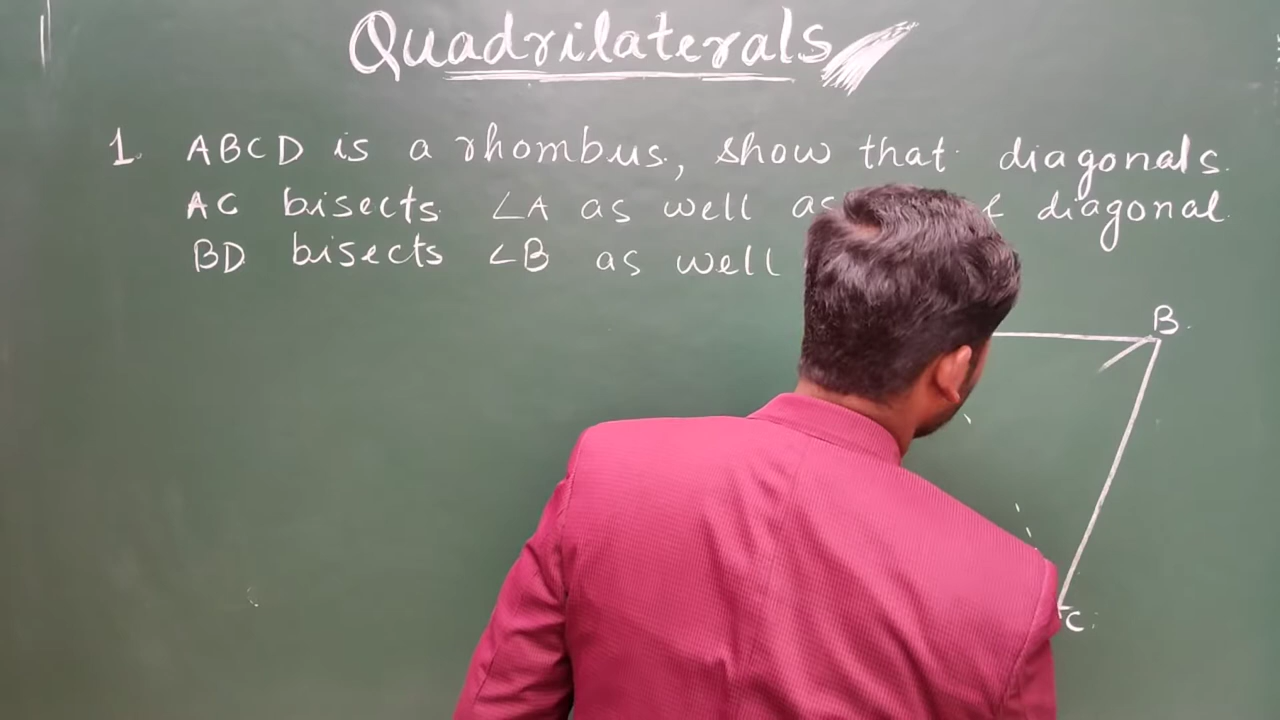 Quadrilaterals
1. ABCD is a rhombus, show that diagonals
AC bisects ∠A as well as diagonal
BD bisects ∠B as well
B
C